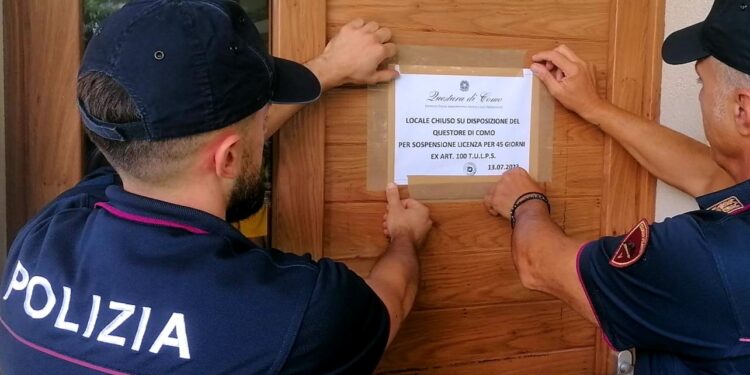 Questura di Como
LOCALE CHIUSO SU DISPOSIZIONE DEL
QUESTORE DI COMO
PER SOSPENSIONE LICENZA PER 45 GIORNI
EX ART. 100 T.U.L.P.S.
13.07.2023
POLIZIA